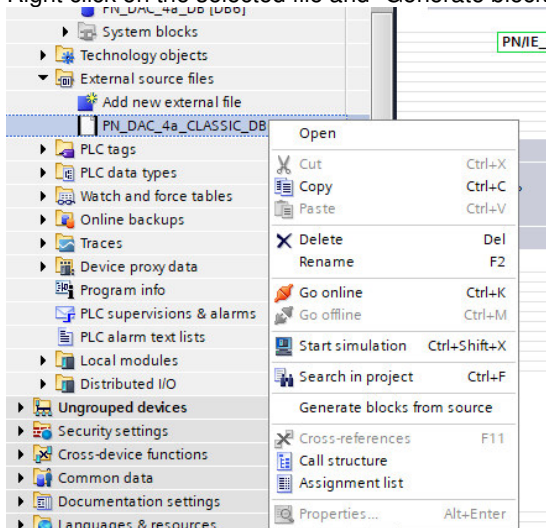 Right click on the selected file and "Generate block
PN_DAC_4a_DB [DB6]
System blocks
PN/IE_
Technology objects
External source files
Add new external file
PN_DAC_4a_CLASSIC_DB
Open
PLC tags
Cut Ctrl+X
PLC data types
Copy Ctrl+C
Watch and force tables
Paste Ctrl+V
Online backups
Traces
Delete Del
Device proxy data
Rename F2
Program info
Go online Ctrl+K
PLC supervisions & alarms
Go offline Ctrl+M
PLC alarm text lists
Start simulation Ctrl+Shift+X
Local modules
Distributed I/O
Search in project Ctrl+F
Ungrouped devices
Generate blocks from source
Security settings
Cross-references F11
Cross-device functions
Call structure
Common data
Assignment list
Documentation settings
Properties... Alt+Enter
Languages & resources